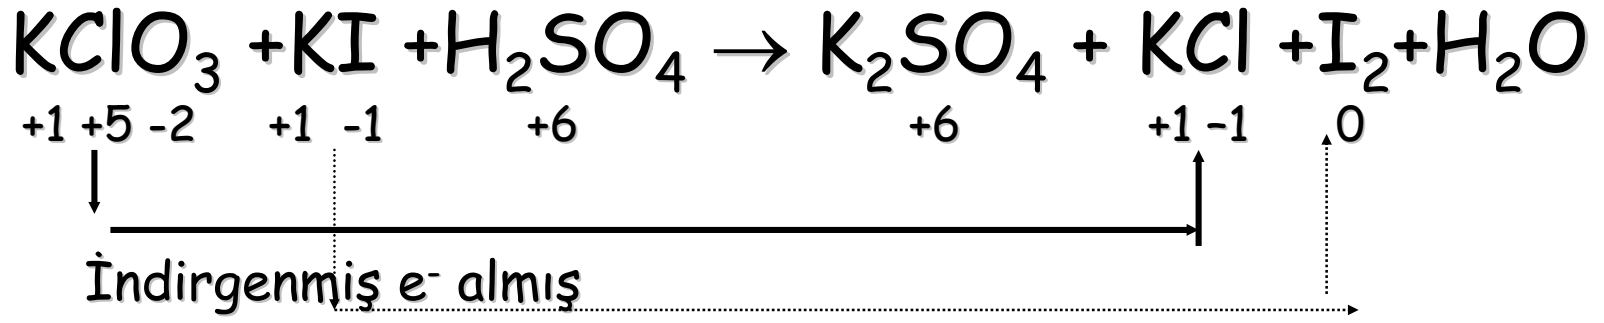 KClO₃ +KI +H₂SO₄ → K₂SO₄ + KCl +I₂+H₂O
+1 +5 -2 +1 -1 +6 +6 +1 -1 0
İndirgenmiş e⁻ almış